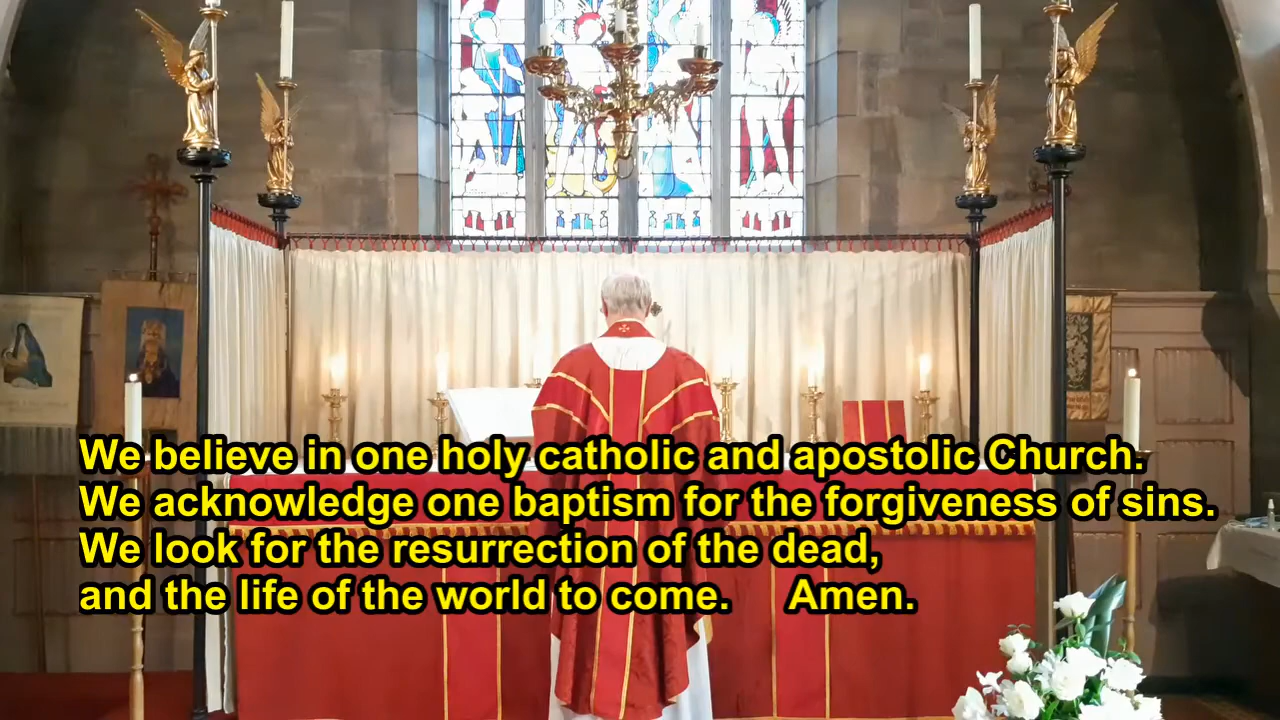 We believe in one holy catholic and apostolic Church.
We acknowledge one baptism for the forgiveness of sins.
We look for the resurrection of the dead,
and the life of the world to come. Amen.